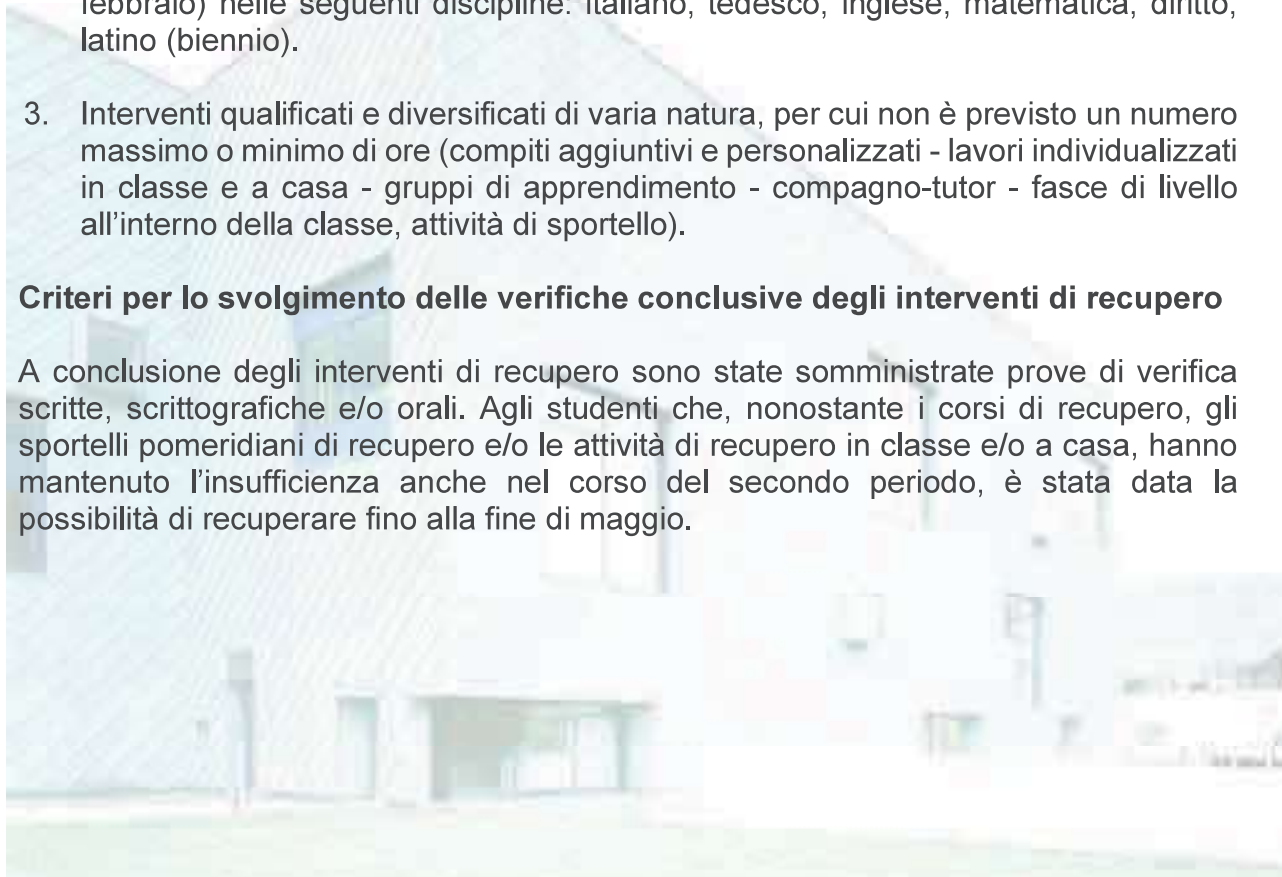 febbraio) nelle seguenti discipline: italiano, tedesco, inglese, matematica, diritto,
latino (biennio).
3. Interventi qualificati e diversificati di varia natura, per cui non è previsto un numero
massimo o minimo di ore (compiti aggiuntivi e personalizzati - lavori individualizzati
in classe e a casa - gruppi di apprendimento - compagno-tutor - fasce di livello
all'interno della classe, attività di sportello).
Criteri per lo svolgimento delle verifiche conclusive degli interventi di recupero
A conclusione degli interventi di recupero sono state somministrate prove di verifica
scritte, scrittografiche e/o orali. Agli studenti che, nonostante i corsi di recupero, gli
sportelli pomeridiani di recupero e/o le attività di recupero in classe e/o a casa, hanno
mantenuto l'insufficienza anche nel corso del secondo periodo, è stata data la
possibilità di recuperare fino alla fine di maggio.